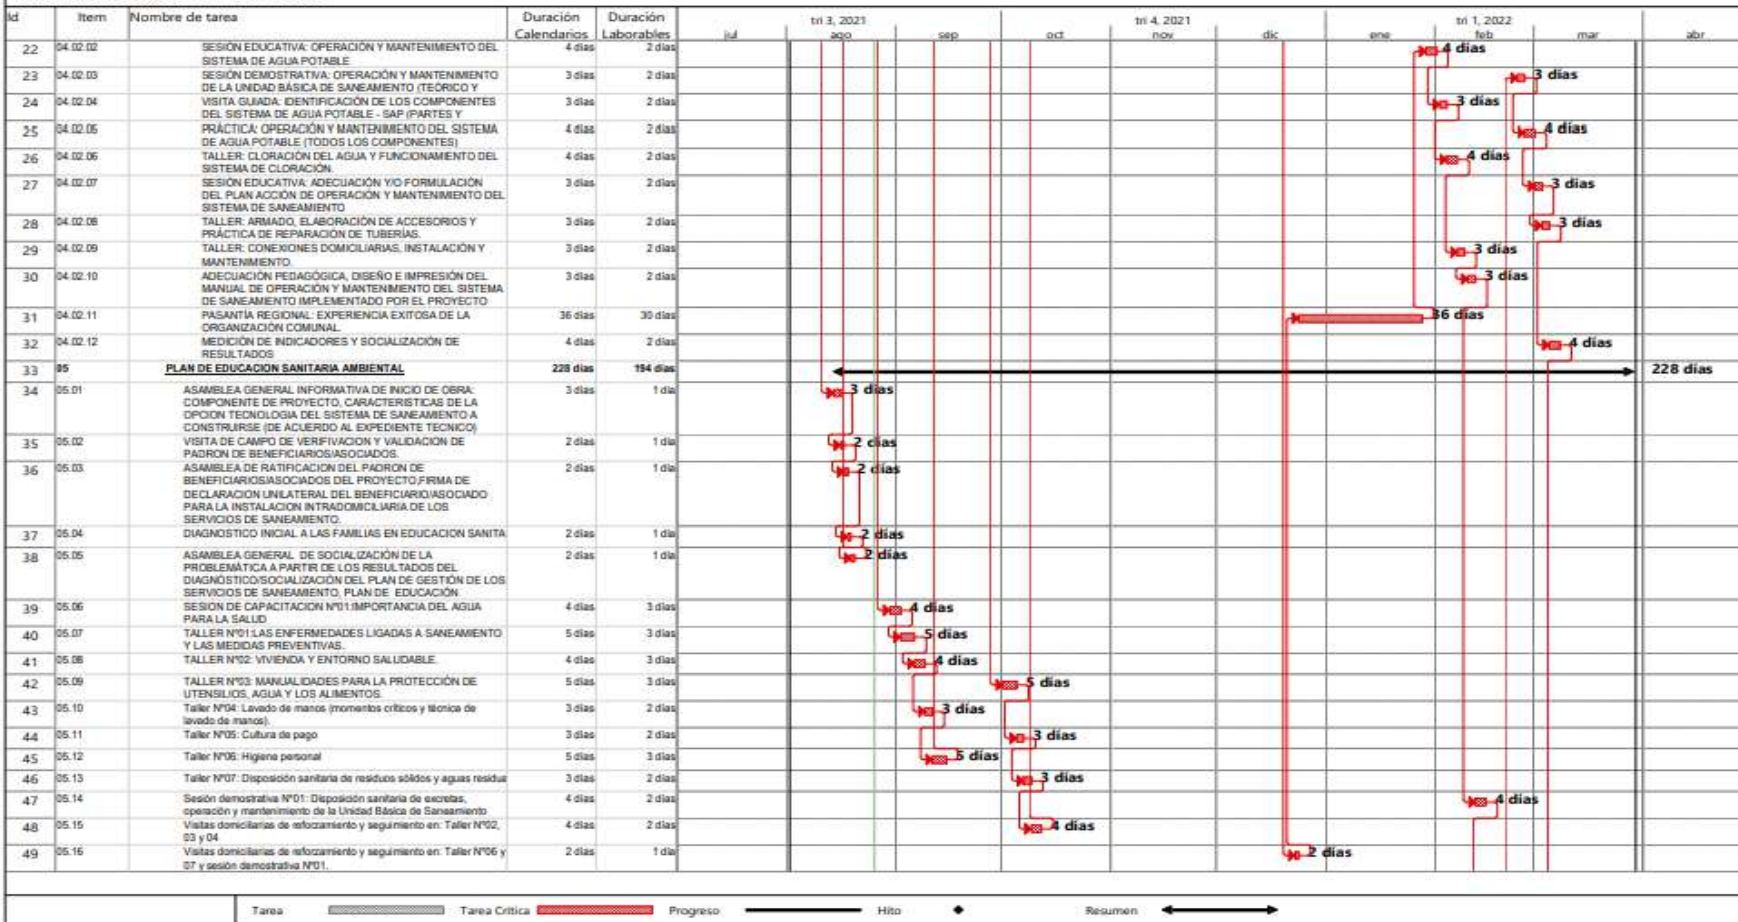 Id Item Nombre de tarea Duración Calendarios Duración Laborables
tri 3, 2021 tri 4, 2021 tri 1, 2022
jul ago sep oct nov dic ene feb mar abr
22 04.02.02 SESIÓN EDUCATIVA: OPERACIÓN Y MANTENIMIENTO DEL 4 días 2 días 4 días
SISTEMA DE AGUA POTABLE.
23 04.02.03 SESIÓN DEMOSTRATIVA: OPERACIÓN Y MANTENIMIENTO 3 días 2 días 3 días
DE LA UNIDAD BÁSICA DE SANEAMIENTO (TEÓRICO Y
24 04.02.04 VISITA GUIADA: IDENTIFICACIÓN DE LOS COMPONENTES 3 días 2 días 3 días
DEL SISTEMA DE AGUA POTABLE - SAP (PARTES Y
25 04.02.05 PRÁCTICA: OPERACIÓN Y MANTENIMIENTO DEL SISTEMA 4 días 2 días 4 días
DE AGUA POTABLE (TODOS LOS COMPONENTES)
26 04.02.06 TALLER: CLORACIÓN DEL AGUA Y FUNCIONAMIENTO DEL 4 días 2 días 4 días
SISTEMA DE CLORACIÓN.
27 04.02.07 SESIÓN EDUCATIVA: ADECUACIÓN Y/O FORMULACIÓN 3 días 2 días 3 días
DEL PLAN ACCIÓN DE OPERACIÓN Y MANTENIMIENTO DEL
SISTEMA DE SANEAMIENTO
28 04.02.08 TALLER: ARMADO, ELABORACIÓN DE ACCESORIOS Y 3 días 2 días 3 días
PRÁCTICA DE REPARACIÓN DE TUBERÍAS.
29 04.02.09 TALLER: CONEXIONES DOMICILIARIAS, INSTALACIÓN Y 3 días 2 días 3 días
MANTENIMIENTO.
30 04.02.10 ADECUACIÓN PEDAGÓGICA, DISEÑO E IMPRESIÓN DEL 3 días 2 días 3 días
MANUAL DE OPERACIÓN Y MANTENIMIENTO DEL SISTEMA
DE SANEAMIENTO IMPLEMENTADO POR EL PROYECTO
31 04.02.11 PASANTÍA REGIONAL: EXPERIENCIA EXITOSA DE LA 36 días 30 días 36 días
ORGANIZACIÓN COMUNAL.
32 04.02.12 MEDICIÓN DE INDICADORES Y SOCIALIZACIÓN DE 4 días 2 días 4 días
RESULTADOS
33 05 PLAN DE EDUCACION SANITARIA AMBIENTAL 228 días 194 días 228 días
34 05.01 ASAMBLEA GENERAL INFORMATIVA DE INICIO DE OBRA: 3 días 1 día 3 días
COMPONENTE DE PROYECTO, CARACTERISTICAS DE LA
OPCION TECNOLOGIA DEL SISTEMA DE SANEAMIENTO A
CONSTRUIRSE (DE ACUERDO AL EXPEDIENTE TECNICO)
35 05.02 VISITA DE CAMPO DE VERIFIVACION Y VALIDACION DE 2 días 1 día 2 días
PADRON DE BENEFICIARIOS/ASOCIADOS.
36 05.03 ASAMBLEA DE RATIFICACION DEL PADRON DE 2 días 1 día 2 días
BENEFICIARIOS/ASOCIADOS DEL PROYECTO,FIRMA DE
DECLARACION UNILATERAL DEL BENEFICIARIO/ASOCIADO
PARA LA INSTALACION INTRADOMICILIARIA DE LOS
SERVICIOS DE SANEAMIENTO.
37 05.04 DIAGNOSTICO INICIAL A LAS FAMILIAS EN EDUCACION SANITA 2 días 1 día 2 días
38 05.05 ASAMBLEA GENERAL DE SOCIALIZACIÓN DE LA 2 días 1 día 2 días
PROBLEMÁTICA A PARTIR DE LOS RESULTADOS DEL
DIAGNÓSTICO/SOCIALIZACIÓN DEL PLAN DE GESTIÓN DE LOS
SERVICIOS DE SANEAMIENTO, PLAN DE EDUCACIÓN.
39 05.06 SESION DE CAPACITACION Nº01:IMPORTANCIA DEL AGUA 4 días 3 días 4 días
PARA LA SALUD
40 05.07 TALLER Nº01:LAS ENFERMEDADES LIGADAS A SANEAMIENTO 5 días 3 días 5 días
Y LAS MEDIDAS PREVENTIVAS.
41 05.08 TALLER Nº02: VIVIENDA Y ENTORNO SALUDABLE. 4 días 3 días 4 días
42 05.09 TALLER Nº03: MANUALIDADES PARA LA PROTECCIÓN DE 5 días 3 días 5 días
UTENSILIOS, AGUA Y LOS ALIMENTOS.
43 05.10 Taller Nº04: Lavado de manos (momentos críticos y técnica de 3 días 2 días 3 días
lavado de manos).
44 05.11 Taller Nº05: Cultura de pago 3 días 2 días 3 días
45 05.12 Taller Nº06: Higiene personal 5 días 3 días 5 días
46 05.13 Taller Nº07: Disposición sanitaria de residuos sólidos y aguas residua 3 días 2 días 3 días
47 05.14 Sesión demostrativa Nº01: Disposición sanitaria de excretas, 4 días 2 días 4 días
operación y mantenimiento de la Unidad Básica de Saneamiento
48 05.15 Visitas domiciliarias de reforzamiento y seguimiento en: Taller Nº02, 4 días 2 días 4 días
03 y 04
49 05.16 Visitas domiciliarias de reforzamiento y seguimiento en: Taller Nº06 y 2 días 1 día 2 días
07 y sesión demostrativa Nº01.
Tarea Tarea Crítica Progreso Hito Resumen